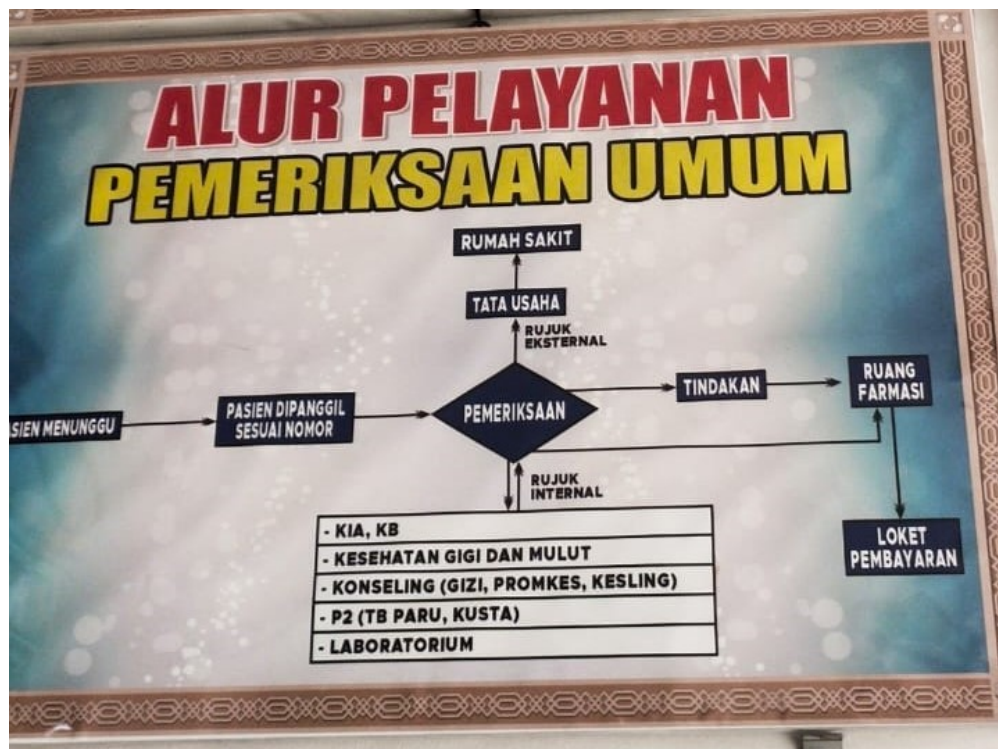 ALUR PELAYANAN
PEMERIKSAAN UMUM
RUMAH SAKIT
TATA USAHA
RUJUK
EKSTERNAL
SIEN MENUNGGU
PASIEN DIPANGGIL
SESUAI NOMOR
PEMERIKSAAN
TINDAKAN
RUANG
FARMASI
RUJUK
INTERNAL
- KIA, KB
- KESEHATAN GIGI DAN MULUT
- KONSELING (GIZI, PROMKES, KESLING)
- P2 (TB PARU, KUSTA)
- LABORATORIUM
LOKET
PEMBAYARAN